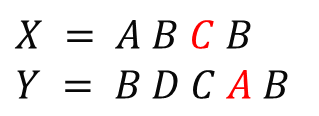 X = A B C B
Y = B D C A B